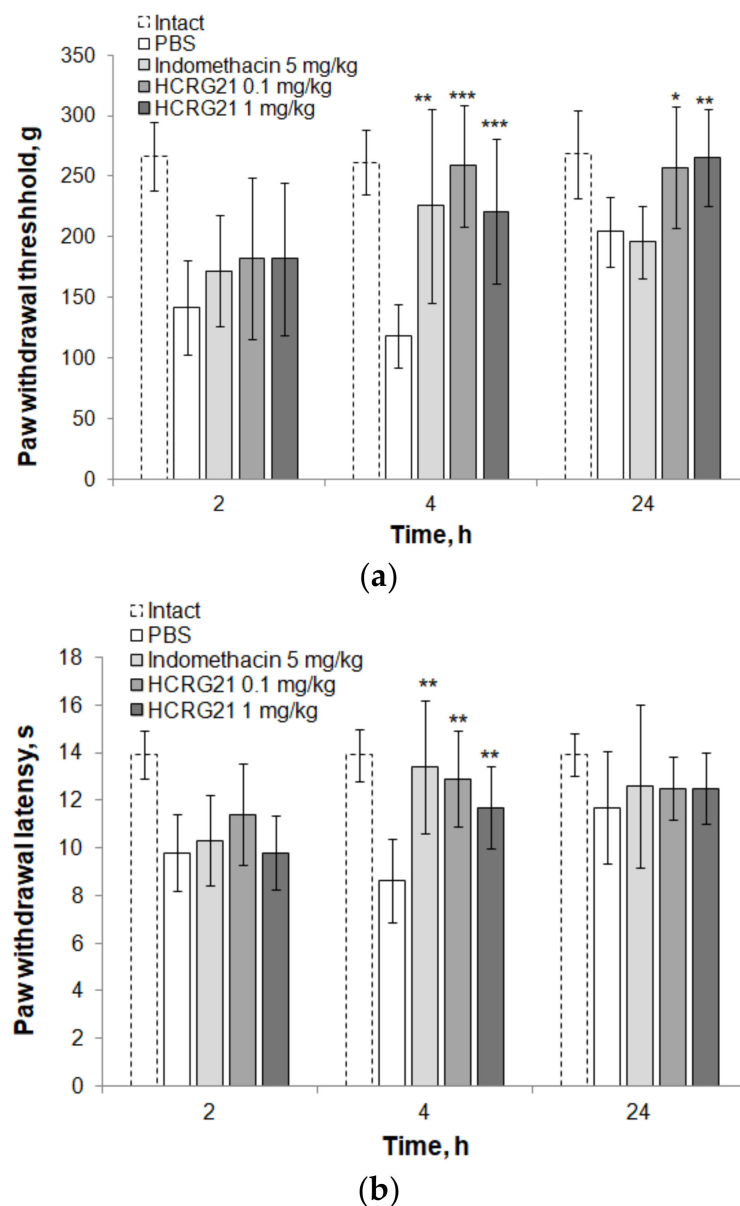 Intact
PBS
Indomethacin 5 mg/kg
HCRG21 0.1 mg/kg
HCRG21 1 mg/kg
Paw withdrawal threshhold, g
350
300
250
200
150
100
50
0
** *** ***
* **
2 4 24
Time, h
(a)
Intact
PBS
Indomethacin 5 mg/kg
HCRG21 0.1 mg/kg
HCRG21 1 mg/kg
Paw withdrawal latensy, s
18
16
14
12
10
8
6
4
2
0
** ** **
2 4 24
Time, h
(b)